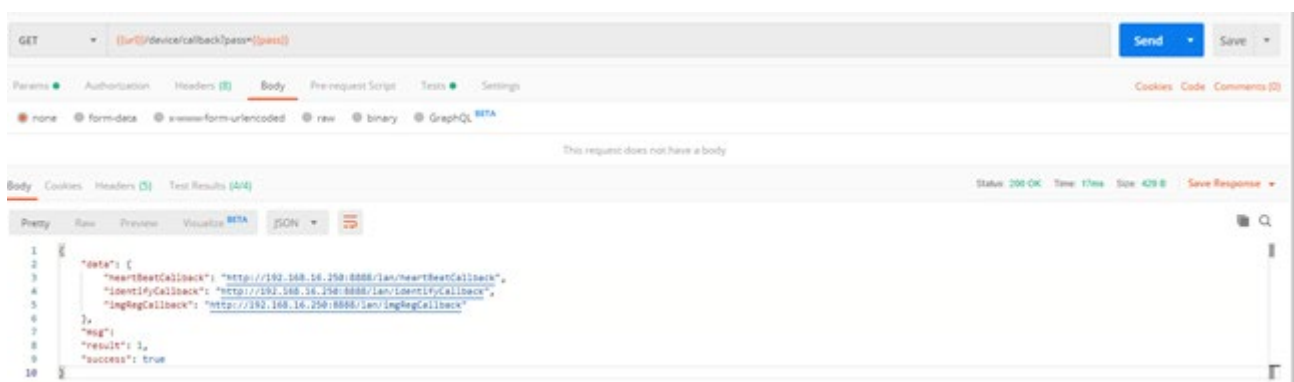 GET {{url}}/device/callback?pass={{pass}} Send Save
Params Authorization Headers (8) Body Pre-request Script Tests Settings Cookies Code Comments (0)
none form-data x-www-form-urlencoded raw binary GraphQL BETA
This request does not have a body
Body Cookies Headers (5) Test Results (4/4) Status: 200 OK Time: 17ms Size: 429 B Save Response
Pretty Raw Preview Visualize BETA JSON
1 {
2 "data": {
3 "heartBeatCallback": "http://192.168.16.250:8888/lan/heartBeatCallback",
4 "identifyCallback": "http://192.168.16.250:8888/lan/identifyCallback",
5 "imgRegCallback": "http://192.168.16.250:8888/lan/imgRegCallback"
6 },
7 "msg":
8 "result": 1,
9 "success": true
10 }